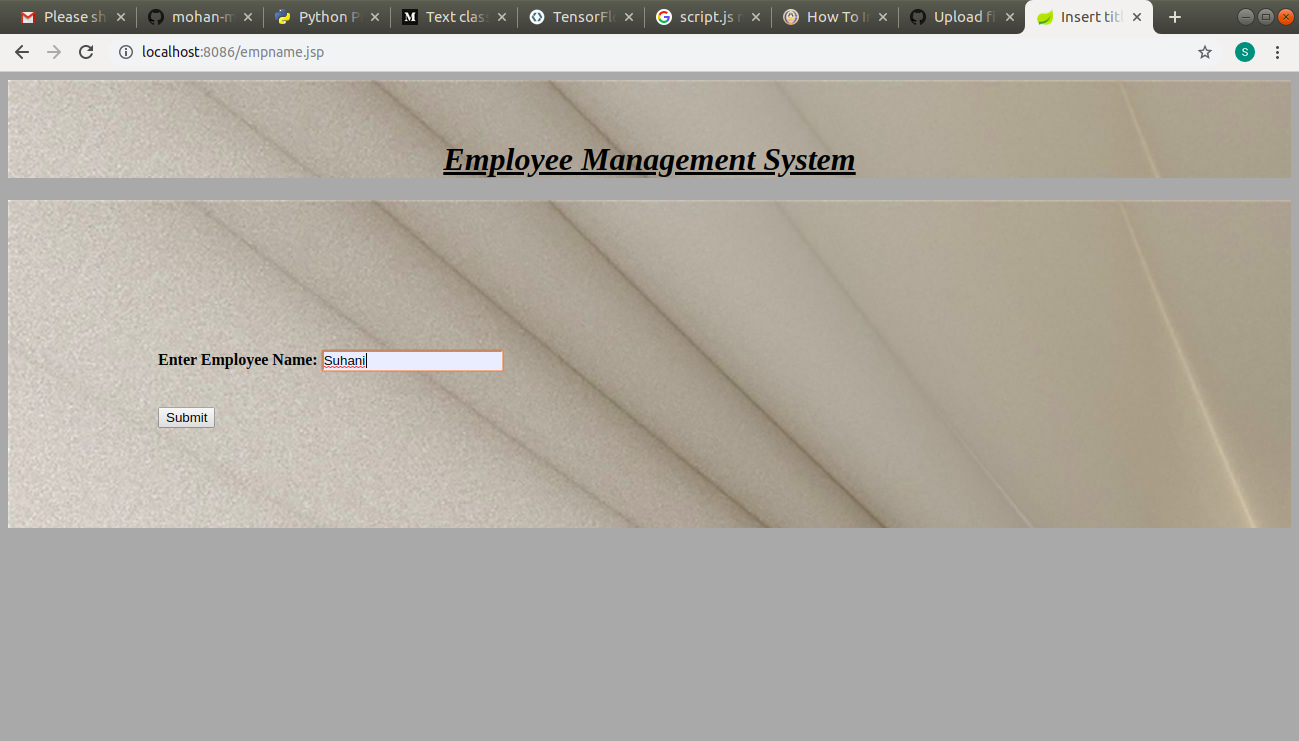 Please sh mohan-m Python P Text clas TensorFl script.js How To I Upload fi Insert titl
localhost:8086/empname.jsp S
Employee Management System
Enter Employee Name: Suhani
Submit